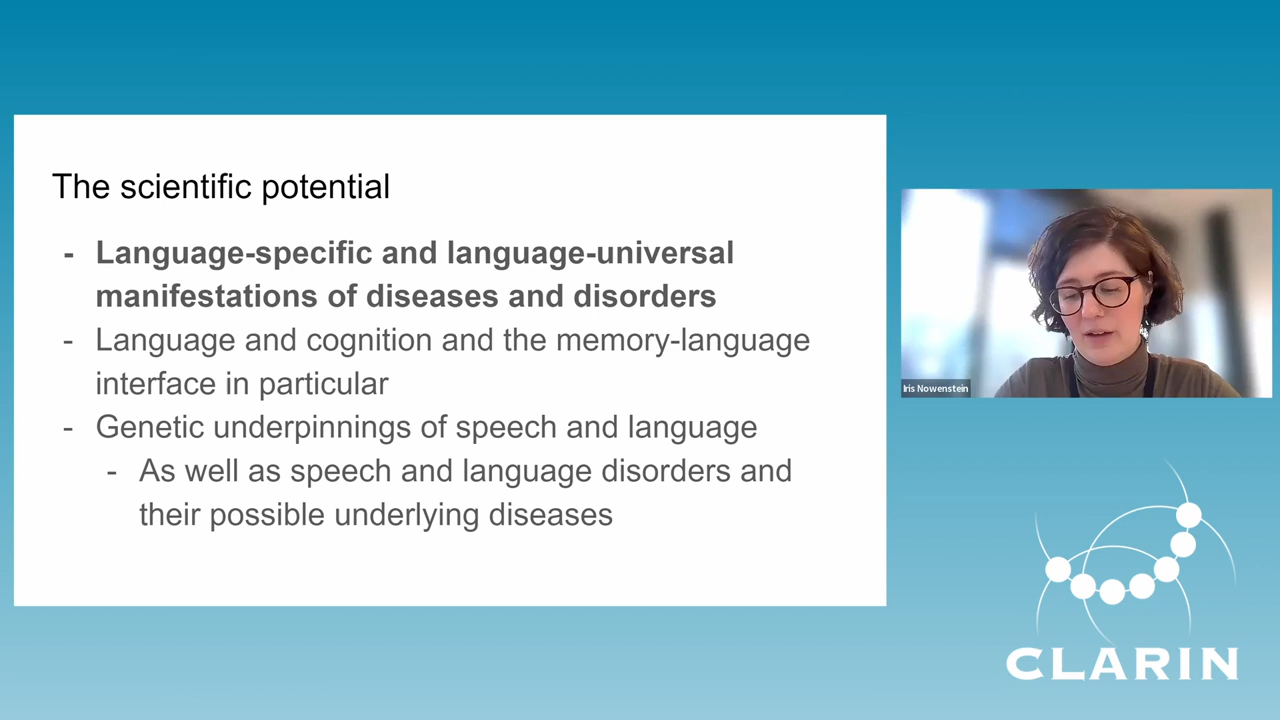 The scientific potential
- Language-specific and language-universal
manifestations of diseases and disorders
- Language and cognition and the memory-language
interface in particular
- Genetic underpinnings of speech and language
- As well as speech and language disorders and
their possible underlying diseases
Iris Nowenstein
CLARIN